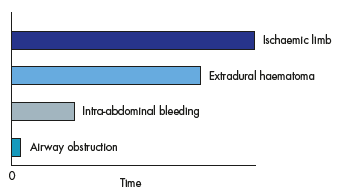 Ischaemic limb
Extradural haematoma
Intra-abdominal bleeding
Airway obstruction
0
Time